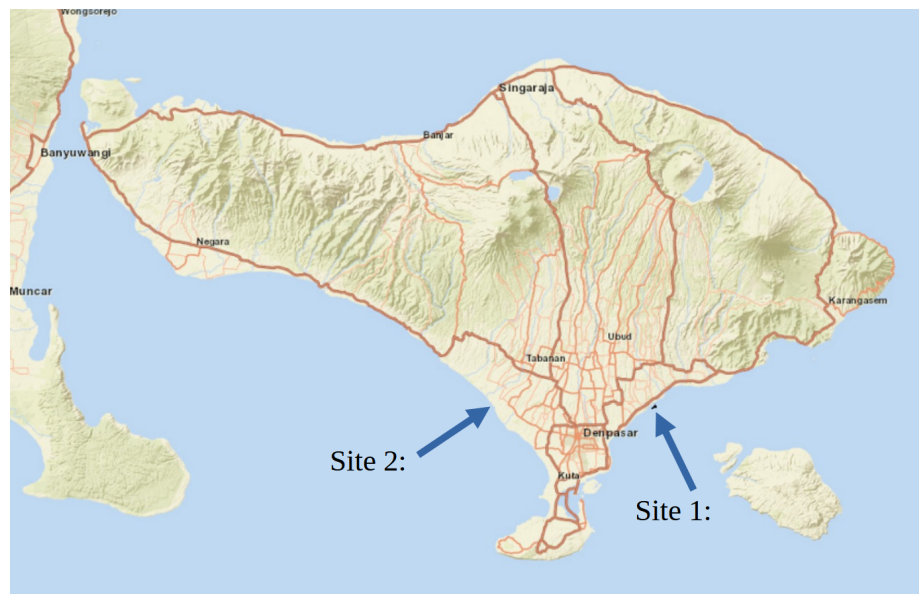 Wongsorejo
Singaraja
Banjar
Banyuwangi
Negara
Muncar
Karangasem
Ubud
Tabanan
Denpasar
Site 2:
Kuta
Site 1: